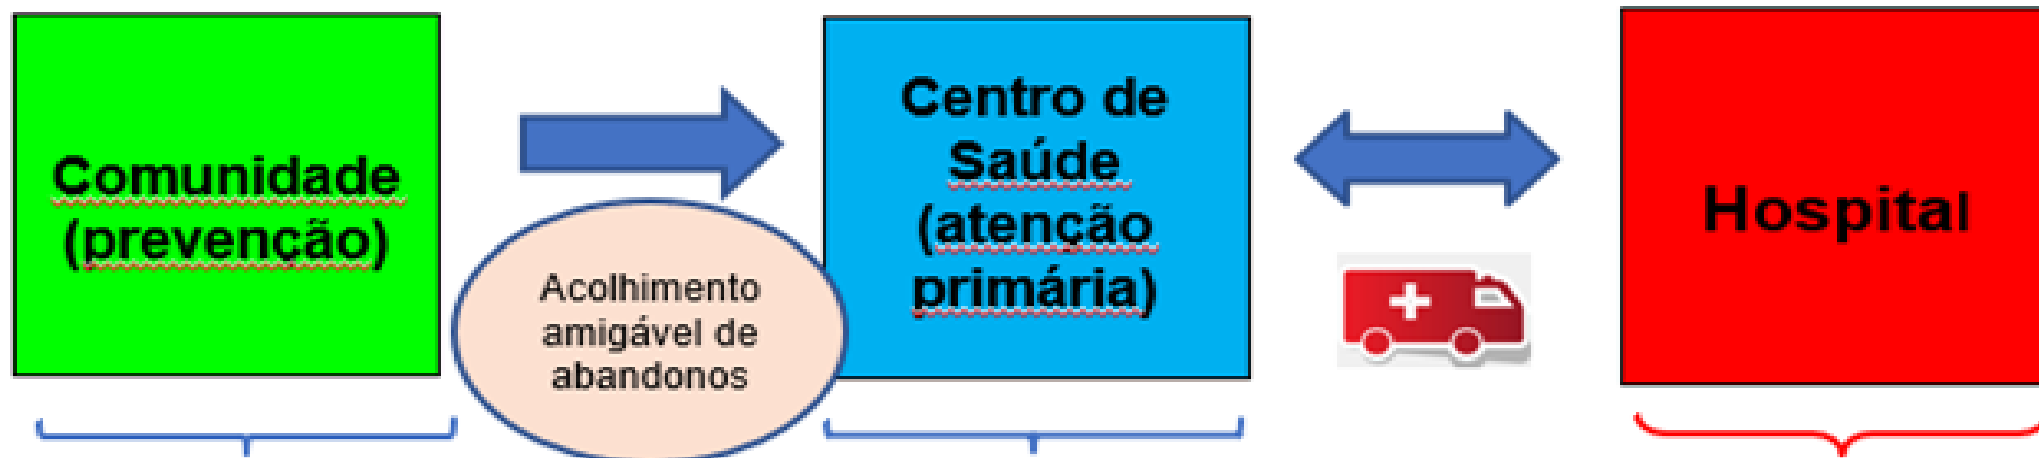 Comunidade
(prevenção)
Acolhimento
amigável de
abandonos
Centro de
Saúde
(atenção
primária)
Hospital